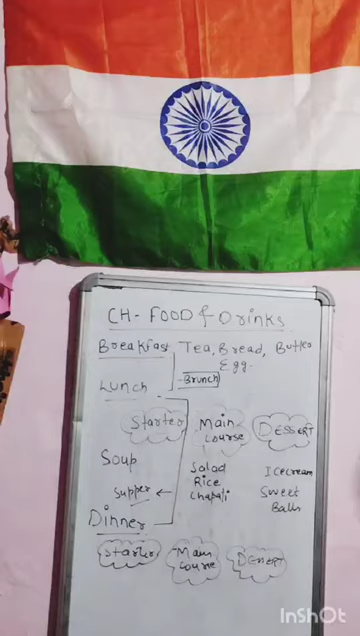 CH- FOOD & Drinks
Breakfast Tea, Bread, Butter
Egg.
Brunch
Lunch
Starter Main course DESSERT
Soup
Salad Icecream
Rice
Chapati Sweet
Supper ← Balls
Dinner
Starter Main course DESERT
InShOt